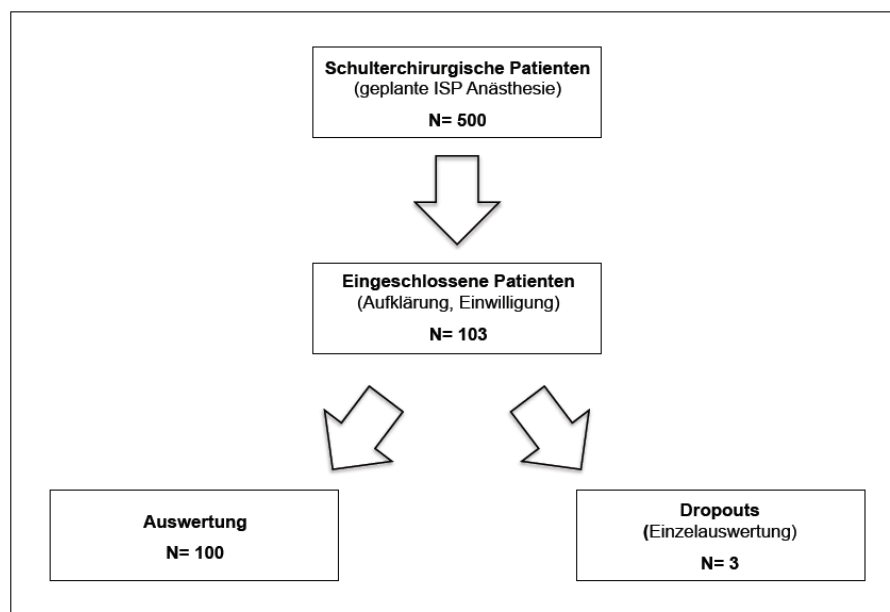 Schulterchirurgische Patienten
(geplante ISP Anästhesie)
N= 500
Eingeschlossene Patienten
(Aufklärung, Einwilligung)
N= 103
Auswertung
N= 100
Dropouts
(Einzelauswertung)
N= 3